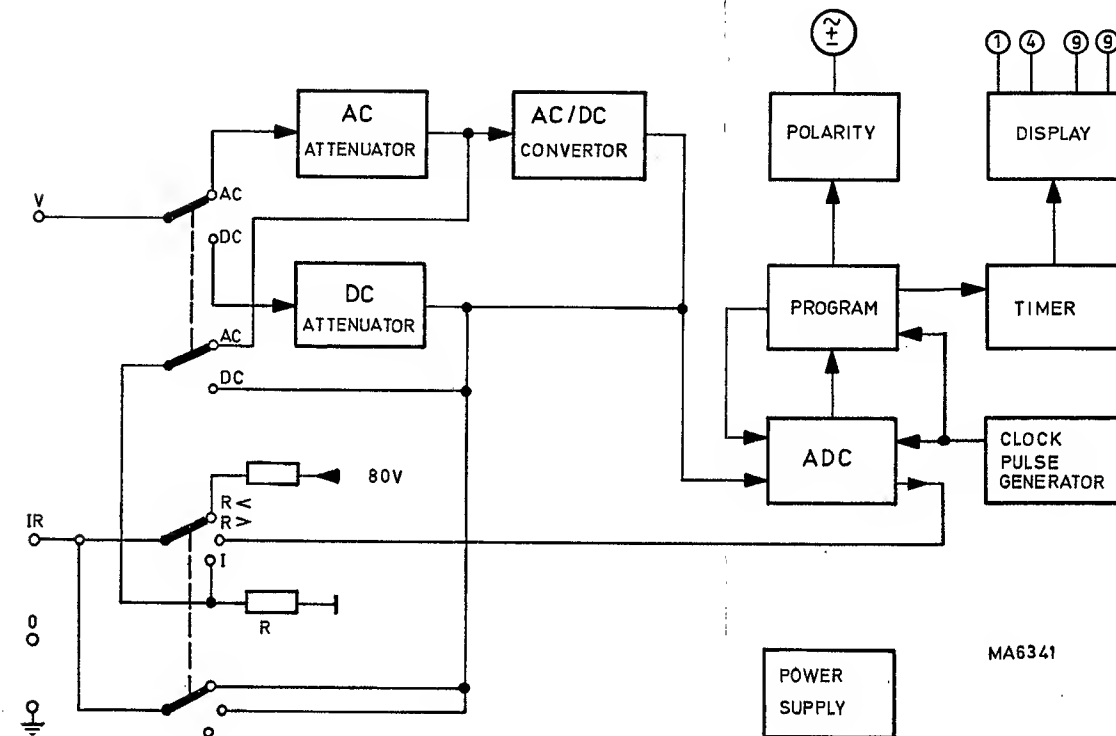 1 4 9 9
AC
ATTENUATOR
AC/DC
CONVERTOR
POLARITY
DISPLAY
V
AC
DC
DC
ATTENUATOR
PROGRAM
TIMER
AC
DC
ADC
CLOCK
PULSE
GENERATOR
80V
R<
R>
IR
I
R
0
MA6341
POWER
SUPPLY